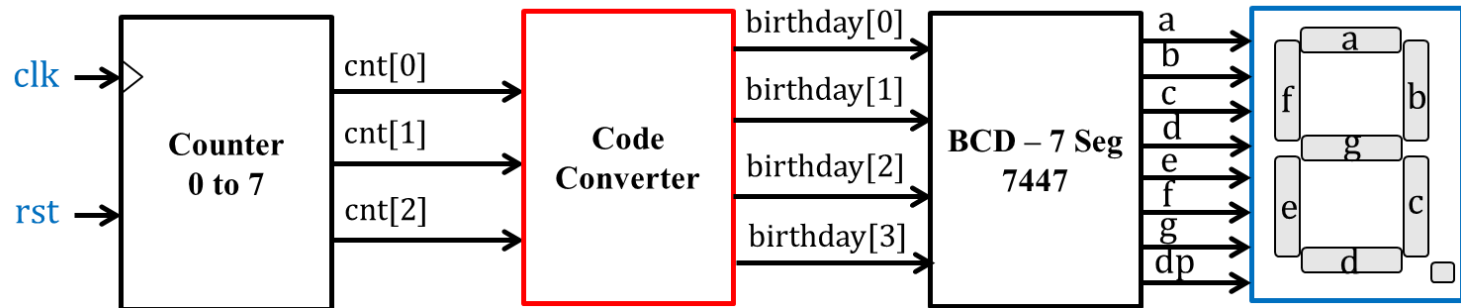 clk
rst
Counter
0 to 7
cnt[0]
cnt[1]
cnt[2]
Code
Converter
birthday[0]
birthday[1]
birthday[2]
birthday[3]
BCD – 7 Seg
7447
a
b
c
d
e
f
g
dp
a
f
b
g
e
c
d